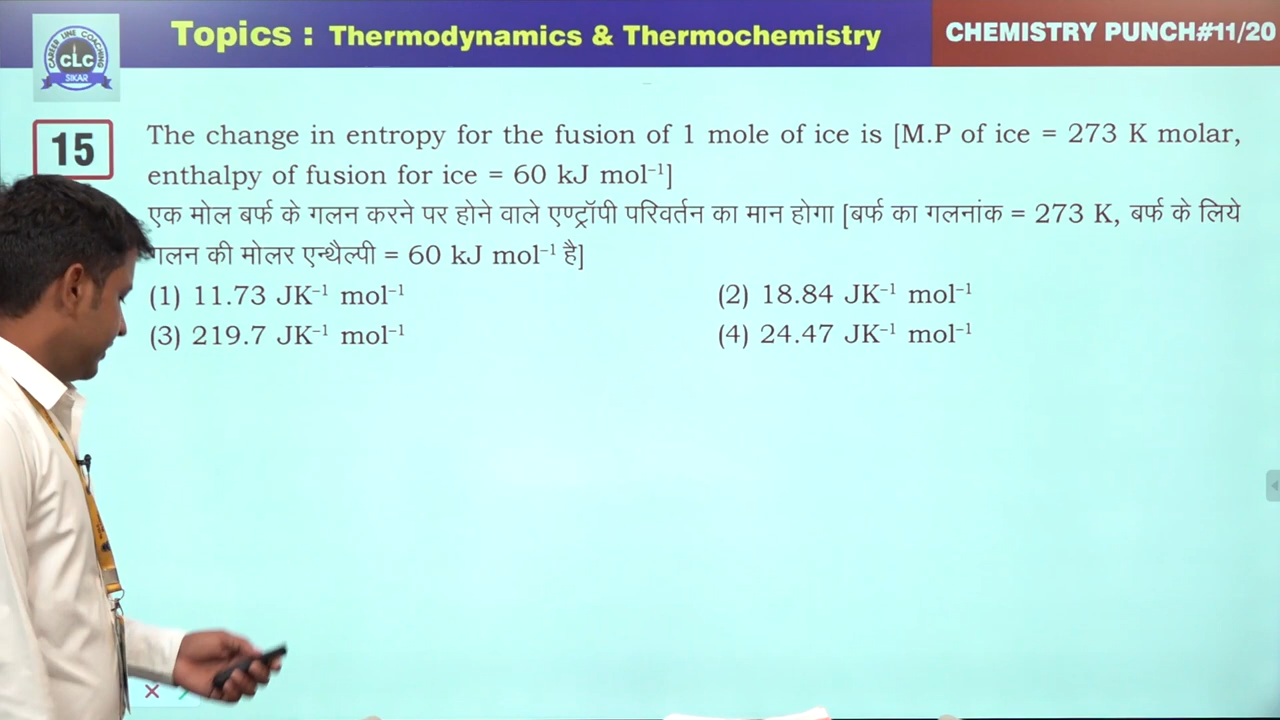 Topics : Thermodynamics & Thermochemistry
CHEMISTRY PUNCH#11/20
CAREER LINE COACHING
CLC
SIKAR
15
The change in entropy for the fusion of 1 mole of ice is [M.P of ice = 273 K molar,
enthalpy of fusion for ice = 60 kJ mol⁻¹]
एक मोल बर्फ के गलन करने पर होने वाले एण्ट्रॉपी परिवर्तन का मान होगा [बर्फ का गलनांक = 273 K, बर्फ के लिये
गलन की मोलर एन्थैल्पी = 60 kJ mol⁻¹ है]
(1) 11.73 JK⁻¹ mol⁻¹
(2) 18.84 JK⁻¹ mol⁻¹
(3) 219.7 JK⁻¹ mol⁻¹
(4) 24.47 JK⁻¹ mol⁻¹